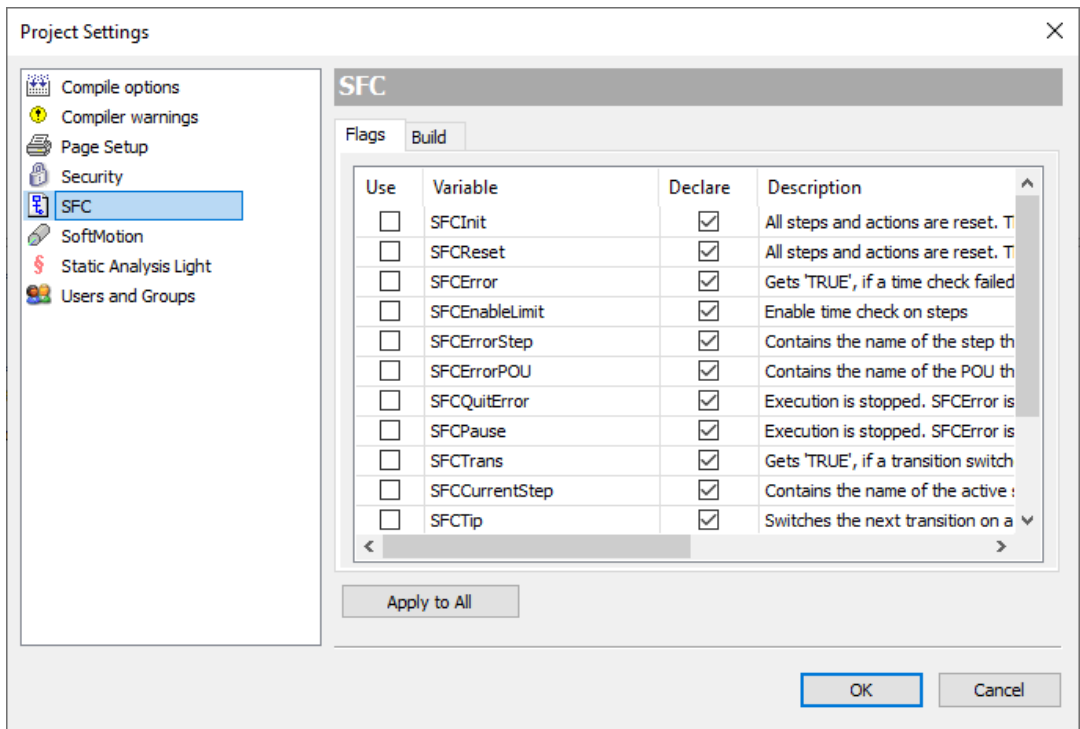 Project Settings
Compile options
Compiler warnings
Page Setup
Security
SFC
SoftMotion
Static Analysis Light
Users and Groups
SFC
Flags Build
Use Variable Declare Description
SFCInit All steps and actions are reset. T
SFCReset All steps and actions are reset. T
SFCError Gets 'TRUE', if a time check failed
SFCEnableLimit Enable time check on steps
SFCErrorStep Contains the name of the step th
SFCErrorPOU Contains the name of the POU th
SFCQuitError Execution is stopped. SFCError is
SFCPause Execution is stopped. SFCError is
SFCTrans Gets 'TRUE', if a transition switch
SFCCurrentStep Contains the name of the active
SFCTip Switches the next transition on a
Apply to All
OK Cancel